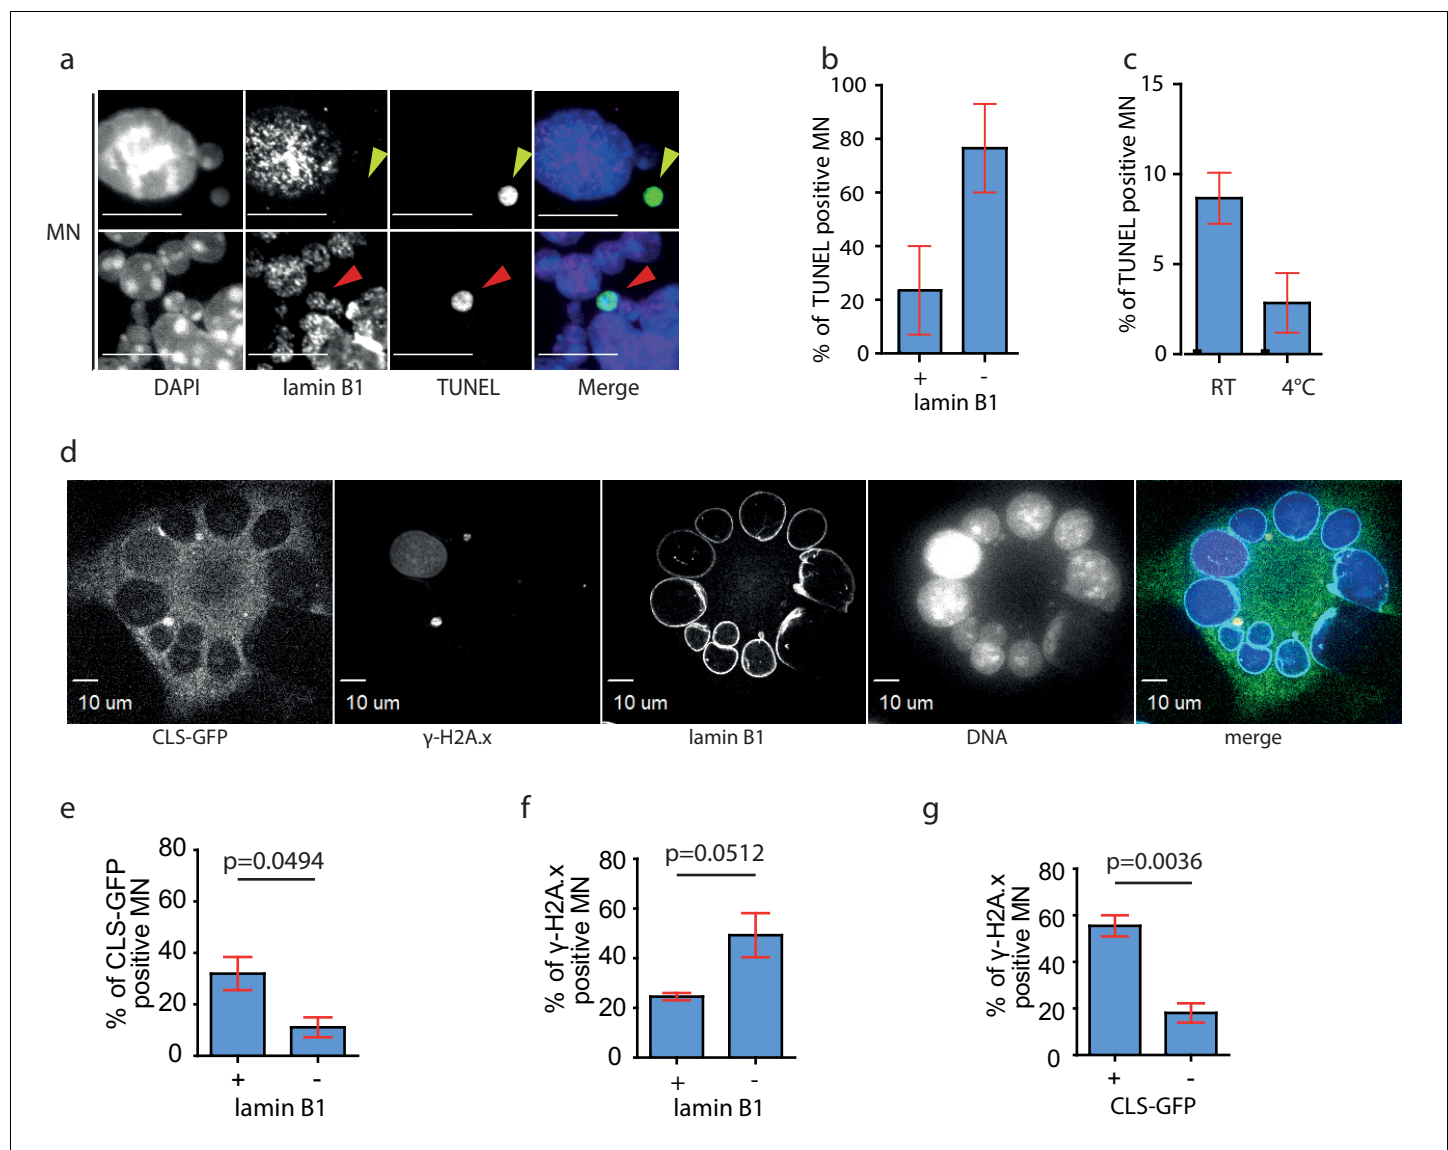 a
MN
DAPI
lamin B1
TUNEL
Merge
b
% of TUNEL positive MN
100
80
60
40
20
0
+
-
lamin B1
c
% of TUNEL positive MN
15
10
5
0
RT
4°C
d
10 um
10 um
10 um
10 um
10 um
CLS-GFP
γ-H2A.x
lamin B1
DNA
merge
e
% of CLS-GFP
positive MN
80
60
40
20
0
p=0.0494
+
-
lamin B1
f
% of γ-H2A.x
positive MN
80
60
40
20
0
p=0.0512
+
-
lamin B1
g
% of γ-H2A.x
positive MN
80
60
40
20
0
p=0.0036
+
-
CLS-GFP